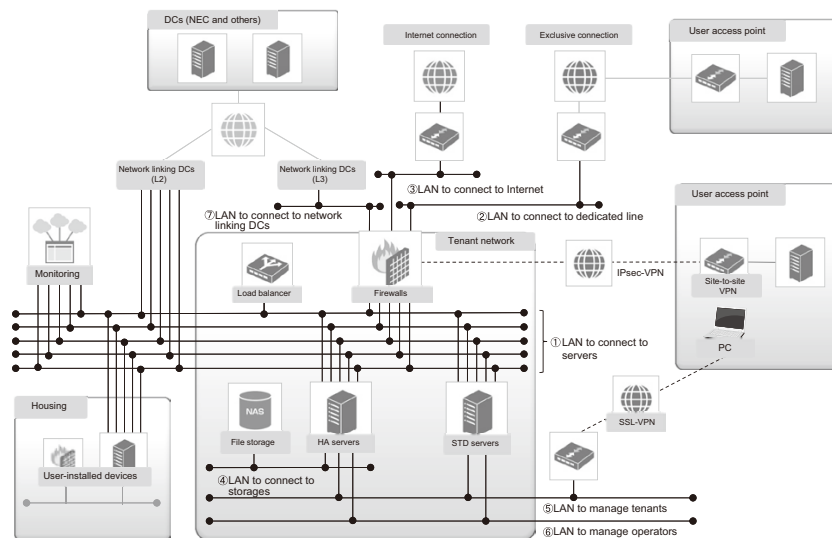 DCs (NEC and others)
Internet connection
Exclusive connection
User access point
Network linking DCs
(L2)
Network linking DCs
(L3)
③LAN to connect to Internet
②LAN to connect to dedicated line
⑦LAN to connect to network
linking DCs
User access point
Tenant network
Monitoring
Load balancer
Firewalls
IPsec-VPN
Site-to-site
VPN
①LAN to connect to
servers
PC
Housing
NAS
SSL-VPN
User-installed devices
File storage
HA servers
STD servers
④LAN to connect to
storages
⑤LAN to manage tenants
⑥LAN to manage operators